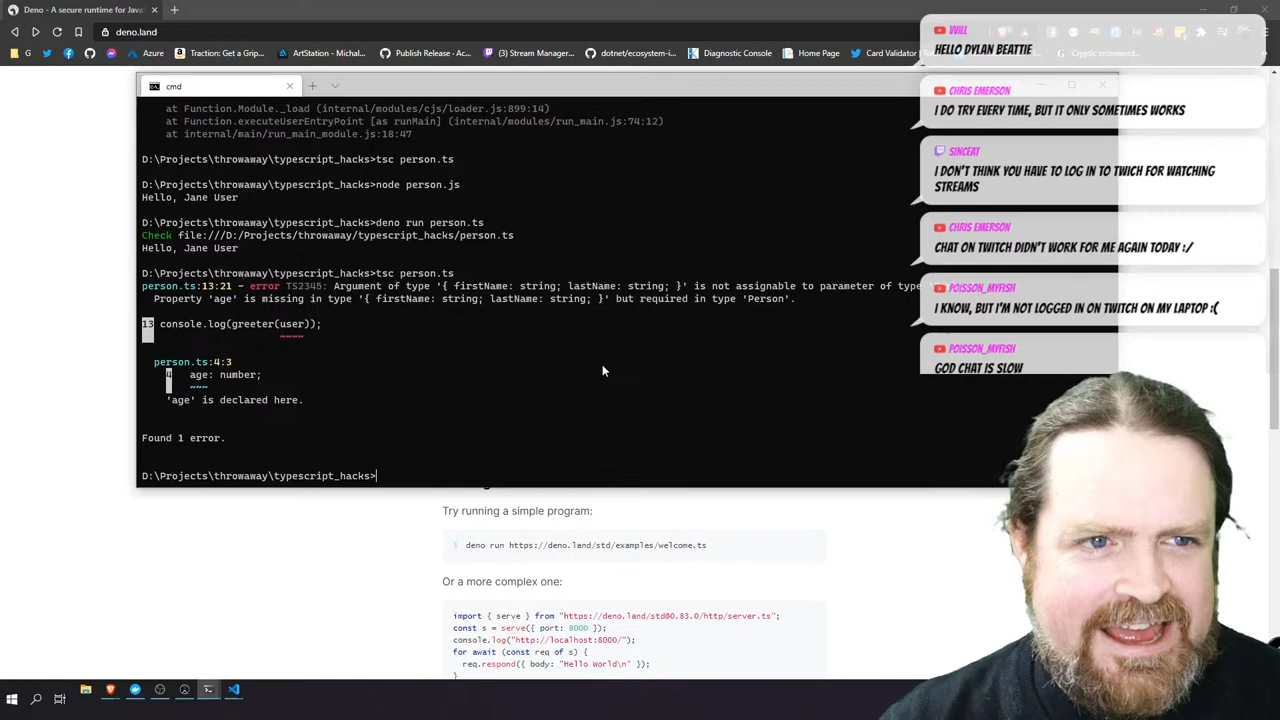 Deno - A secure runtime for Java
deno.land
G
Azure
Traction: Get a Grip...
ArtStation - Michal...
Publish Release · Ac...
Stream Manager...
dotnet/ecosystem-i...
Diagnostic Console
Home Page
Card Validator | Tw
Cryptic crossword
cmd
at Function.Module._load (internal/modules/cjs/loader.js:899:14)
at Function.executeUserEntryPoint [as runMain] (internal/modules/run_main.js:74:12)
at internal/main/run_main_module.js:18:47
D:\Projects\throwaway\typescript_hacks>tsc person.ts
D:\Projects\throwaway\typescript_hacks>node person.js
Hello, Jane User
D:\Projects\throwaway\typescript_hacks>deno run person.ts
Check file:///D:/Projects/throwaway/typescript_hacks/person.ts
Hello, Jane User
D:\Projects\throwaway\typescript_hacks>tsc person.ts
person.ts:13:21 - error TS2345: Argument of type '{ firstName: string; lastName: string; }' is not assignable to parameter of type
Property 'age' is missing in type '{ firstName: string; lastName: string; }' but required in type 'Person'.
13 console.log(greeter(user));
~~~~
person.ts:4:3
4 age: number;
~~~
'age' is declared here.
Found 1 error.
D:\Projects\throwaway\typescript_hacks>
VVILL
HELLO DYLAN BEATTIE
CHRIS EMERSON
I DO TRY EVERY TIME, BUT IT ONLY SOMETIMES WORKS
SINCEAT
I DON'T THINK YOU HAVE TO LOG IN TO TWICH FOR WATCHING
STREAMS
CHRIS EMERSON
CHAT ON TWITCH DIDN'T WORK FOR ME AGAIN TODAY :/
POISSON_MYFISH
I KNOW, BUT I'M NOT LOGGED IN ON TWITCH ON MY LAPTOP :(
POISSON_MYFISH
GOD CHAT IS SLOW
Try running a simple program:
$ deno run https://deno.land/std/examples/welcome.ts
Or a more complex one:
import { serve } from "https://deno.land/std@0.83.0/http/server.ts";
const s = serve({ port: 8000 });
console.log("http://localhost:8000/");
for await (const req of s) {
req.respond({ body: "Hello World\n" });
}